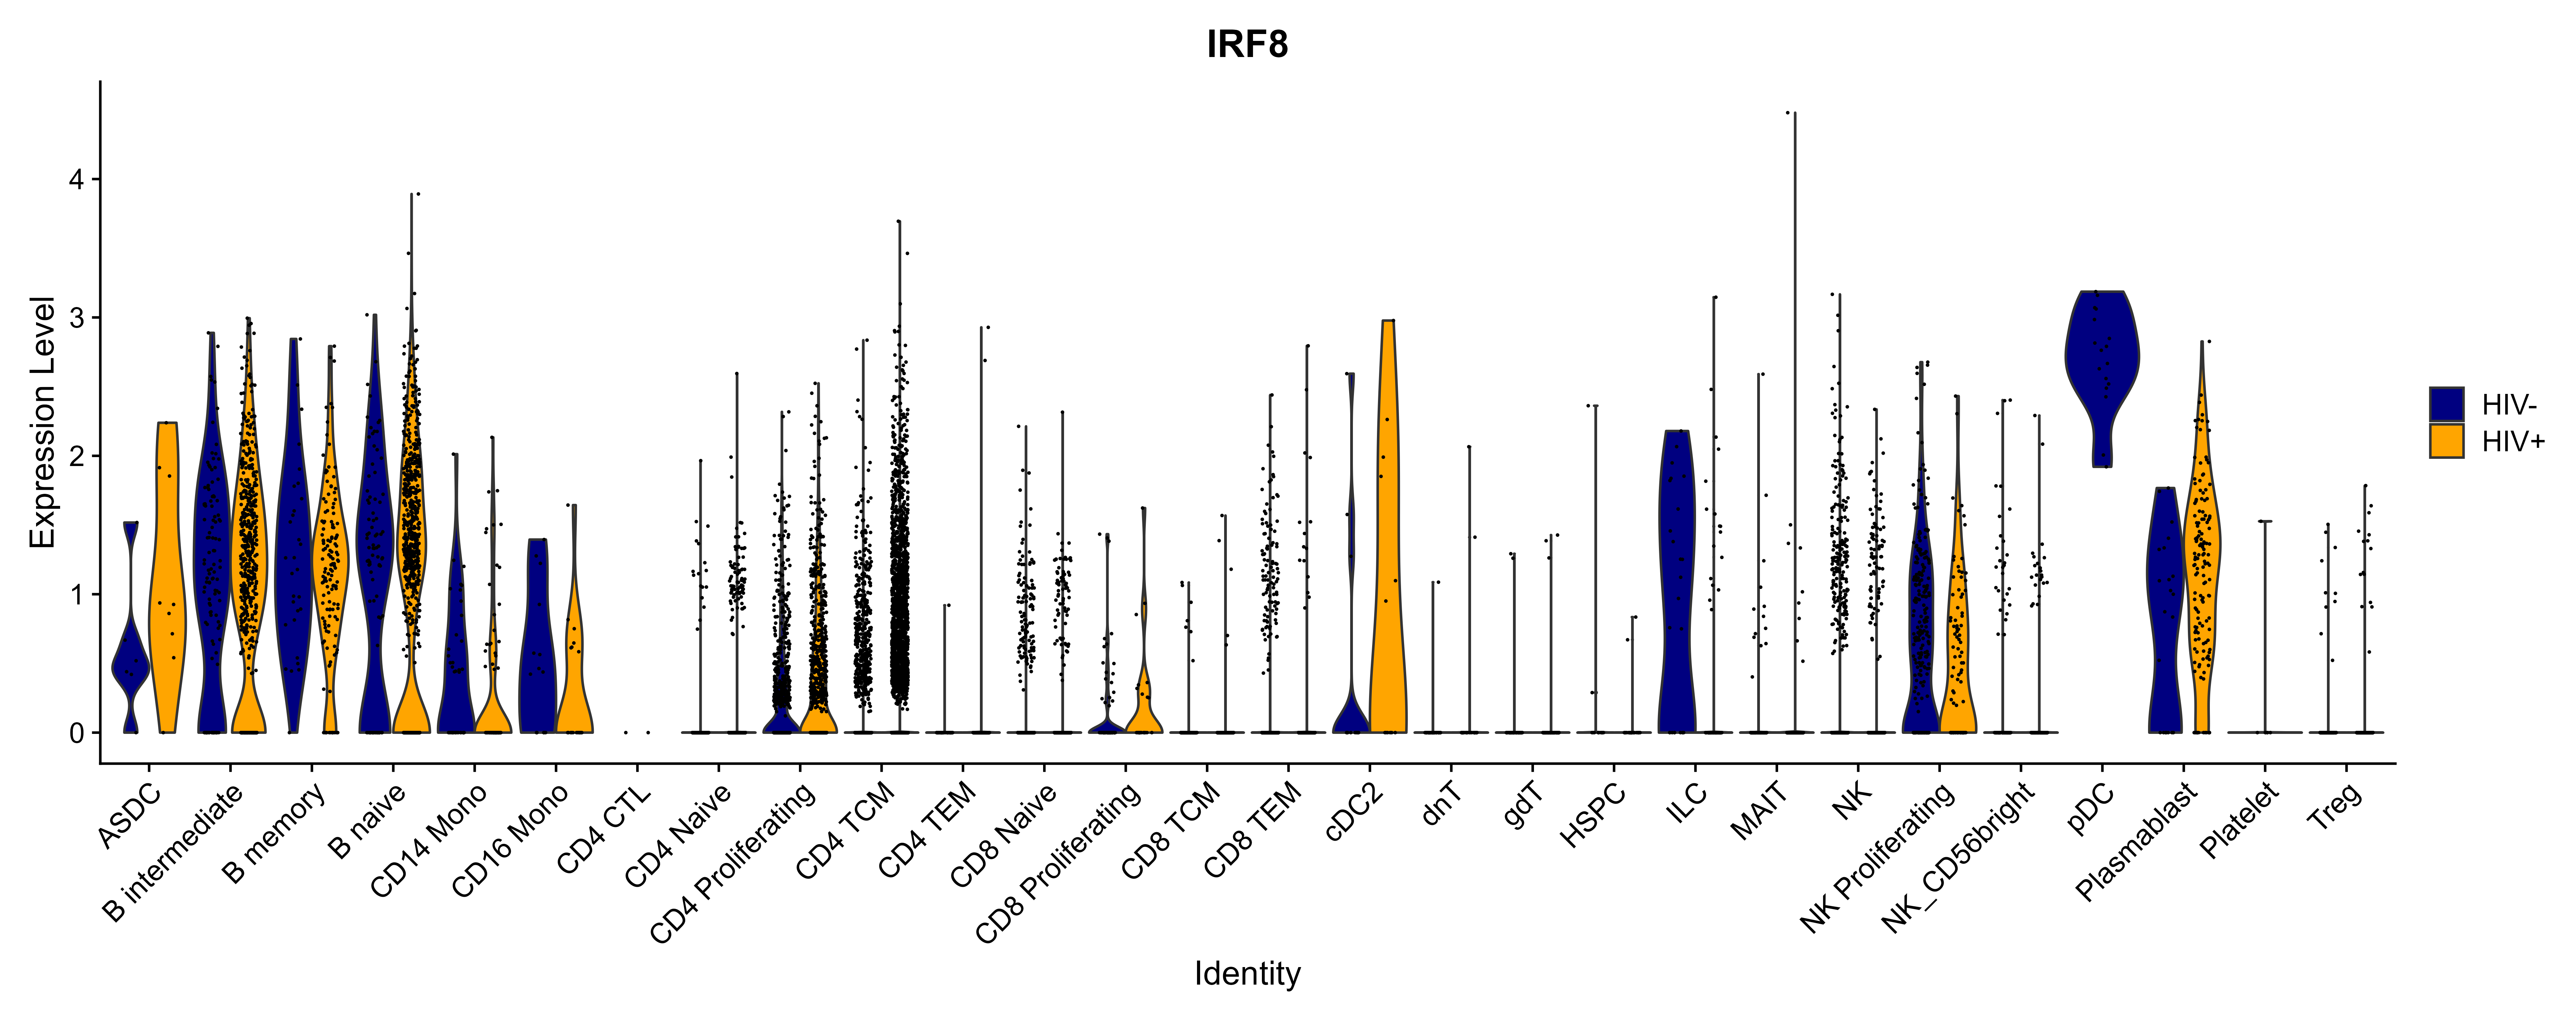 IRF8
Expression Level
4
3
2
1
0
HIV-
HIV+
ASDC
B intermediate
B memory
B naive
CD14 Mono
CD16 Mono
CD4 CTL
CD4 Naive
CD4 Proliferating
CD4 TCM
CD4 TEM
CD8 Naive
CD8 Proliferating
CD8 TCM
CD8 TEM
cDC2
dnT
gdT
HSPC
ILC
MAIT
NK
NK Proliferating
NK_CD56bright
pDC
Plasmablast
Platelet
Treg
Identity